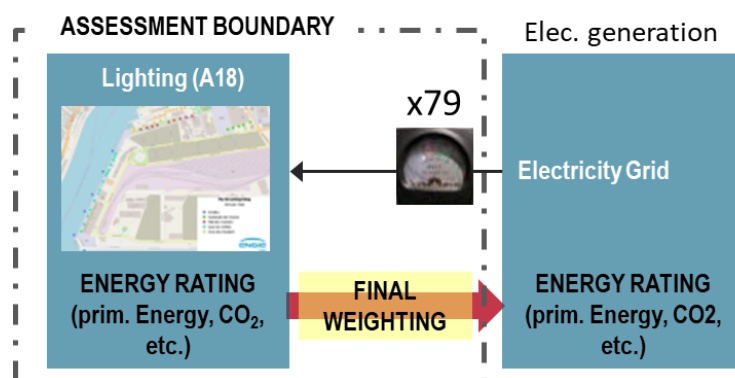 ASSESSMENT BOUNDARY
Elec. generation
Lighting (A18)
x79
Electricity Grid
ENGIE
ENERGY RATING
(prim. Energy, CO₂,
etc.)
FINAL
WEIGHTING
ENERGY RATING
(prim. Energy, CO2,
etc.)